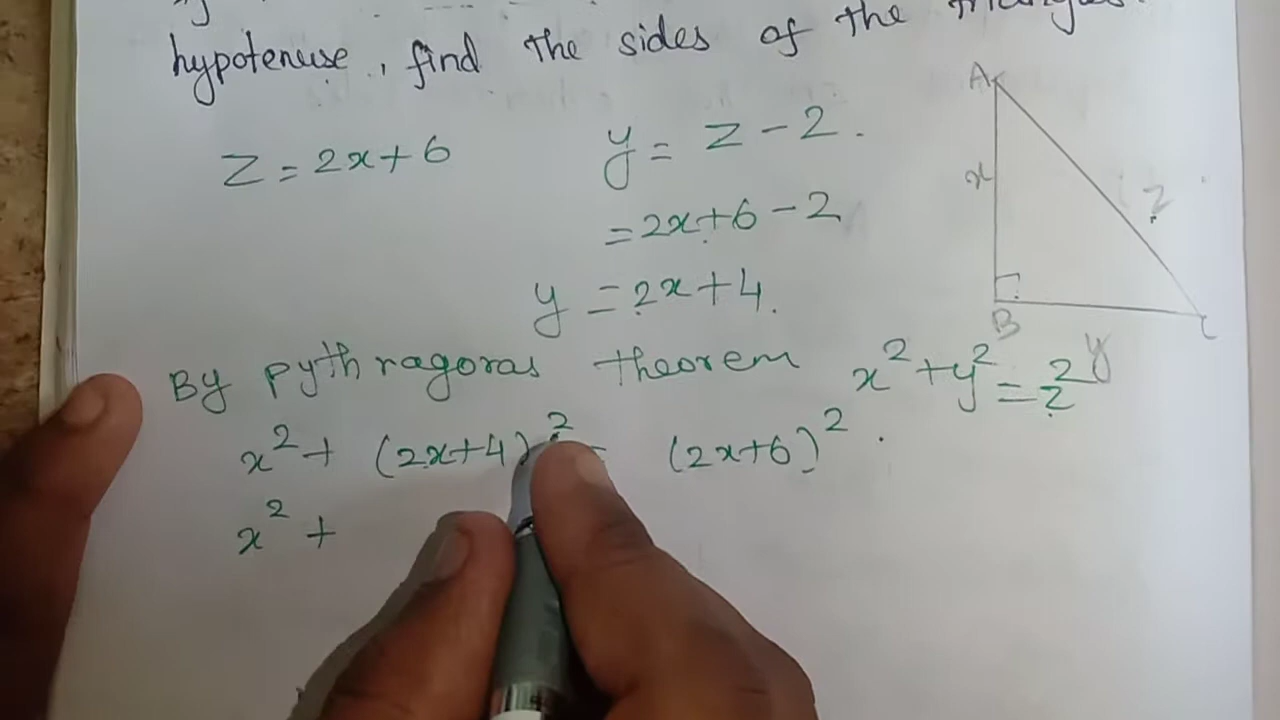 hypotenuse, find the sides of the
z = 2x+6
y = z - 2.
= 2x+6 - 2
y = 2x+4.
A
x
z
B
C
y
By pythragoras theorem x² + y² = z²
x² + (2x+4)² = (2x+6)².
x² +